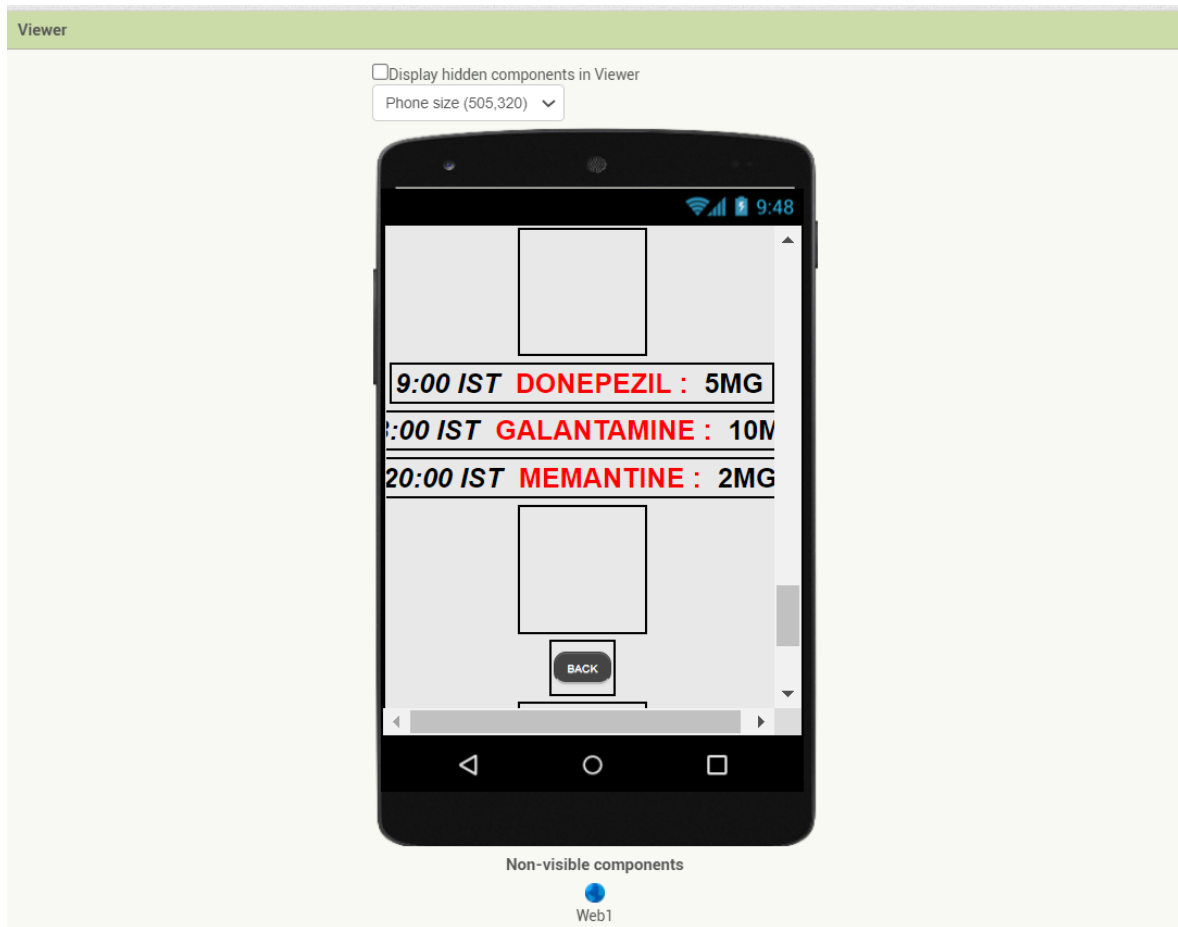 Viewer
Display hidden components in Viewer
Phone size (505,320)
9:48
9:00 IST DONEPEZIL : 5MG
:00 IST GALANTAMINE : 10M
20:00 IST MEMANTINE : 2MG
BACK
Non-visible components
Web1